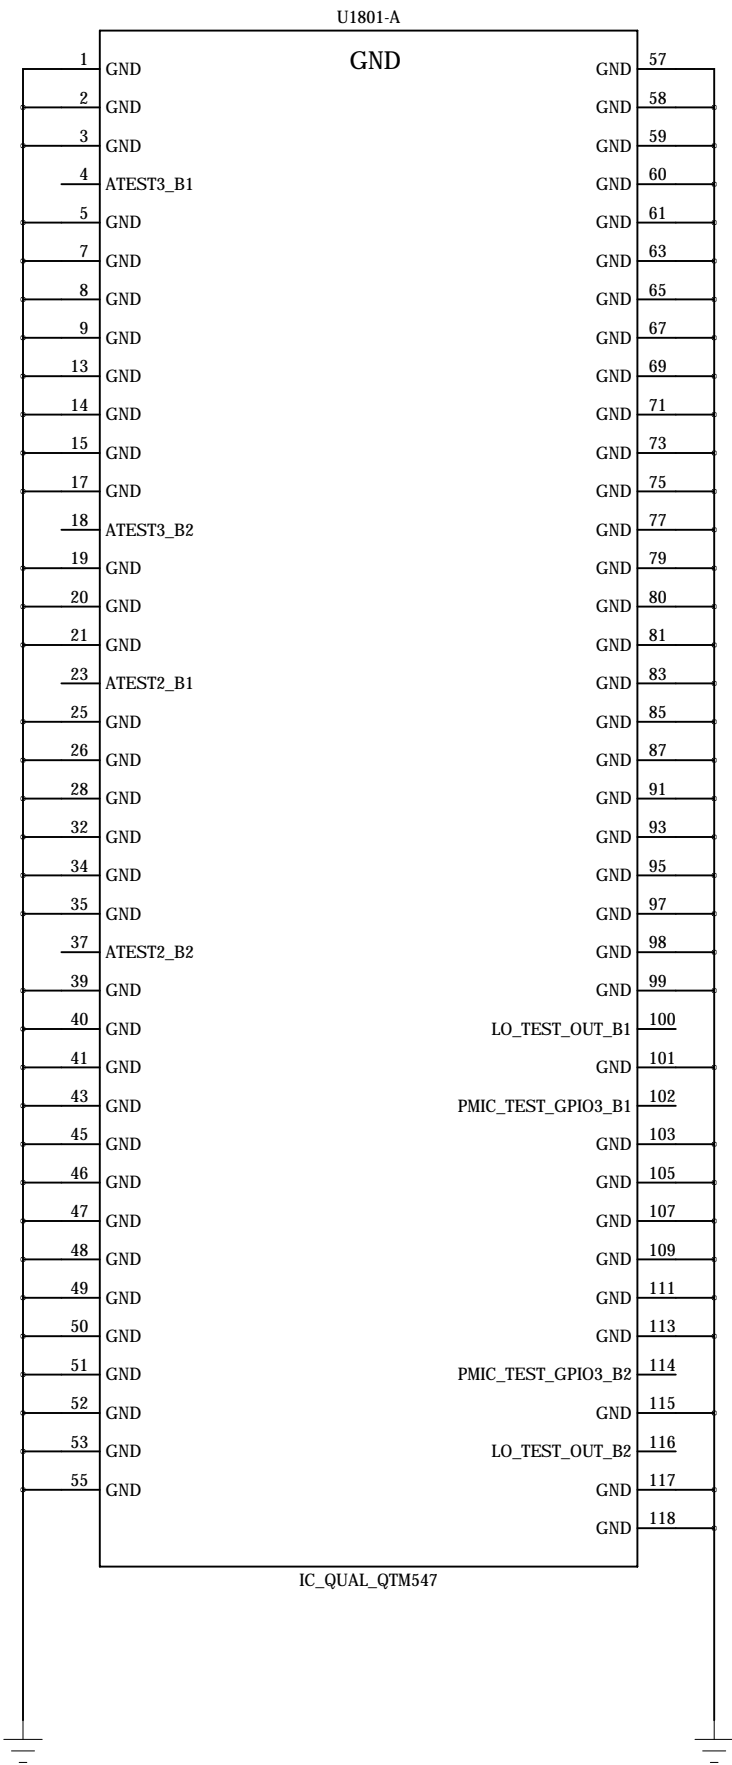 U1801-A
GND
1 GND GND 57
2 GND GND 58
3 GND GND 59
4 ATEST3_B1 GND 60
5 GND GND 61
7 GND GND 63
8 GND GND 65
9 GND GND 67
13 GND GND 69
14 GND GND 71
15 GND GND 73
17 GND GND 75
18 ATEST3_B2 GND 77
19 GND GND 79
20 GND GND 80
21 GND GND 81
23 ATEST2_B1 GND 83
25 GND GND 85
26 GND GND 87
28 GND GND 91
32 GND GND 93
34 GND GND 95
35 GND GND 97
37 ATEST2_B2 GND 98
39 GND GND 99
40 GND LO_TEST_OUT_B1 100
41 GND GND 101
43 GND PMIC_TEST_GPIO3_B1 102
45 GND GND 103
46 GND GND 105
47 GND GND 107
48 GND GND 109
49 GND GND 111
50 GND GND 113
51 GND PMIC_TEST_GPIO3_B2 114
52 GND GND 115
53 GND LO_TEST_OUT_B2 116
55 GND GND 117
GND 118
IC_QUAL_QTM547